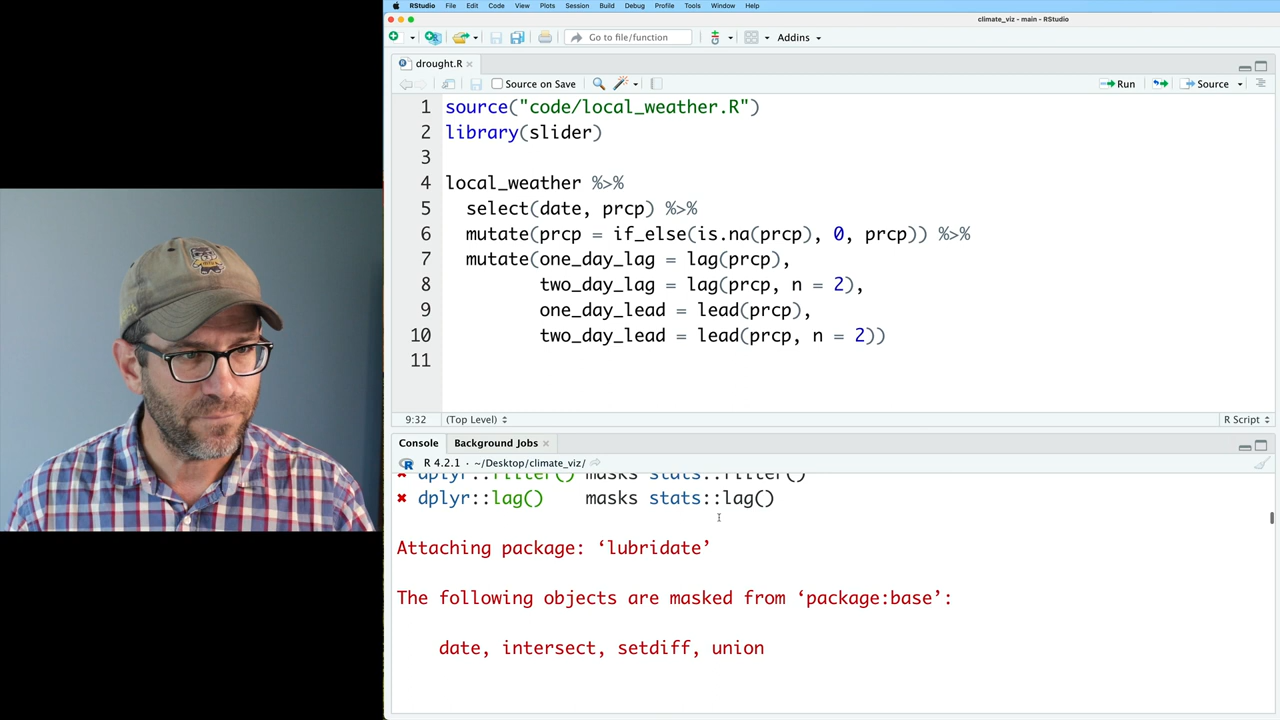 RStudio File Edit Code View Plots Session Build Debug Profile Tools Window Help
climate_viz - main - RStudio
Go to file/function Addins
drought.R
Source on Save Run Source
1 source("code/local_weather.R")
2 library(slider)
3
4 local_weather %>%
5 select(date, prcp) %>%
6 mutate(prcp = if_else(is.na(prcp), 0, prcp)) %>%
7 mutate(one_day_lag = lag(prcp),
8 two_day_lag = lag(prcp, n = 2),
9 one_day_lead = lead(prcp),
10 two_day_lead = lead(prcp, n = 2))
11
9:32 (Top Level) R Script
Console Background Jobs
R 4.2.1 · ~/Desktop/climate_viz/
✖ dplyr::filter() masks stats::filter()
✖ dplyr::lag() masks stats::lag()
Attaching package: ‘lubridate’
The following objects are masked from ‘package:base’:
date, intersect, setdiff, union